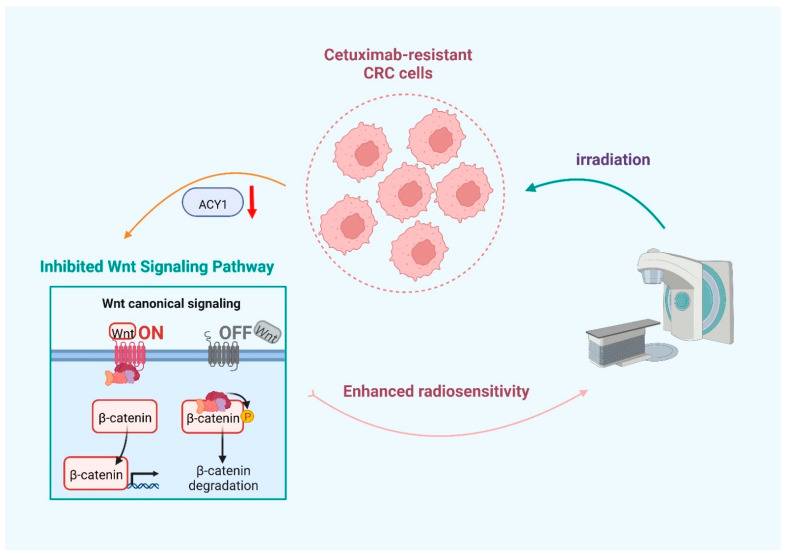 Cetuximab-resistant
CRC cells
irradiation
ACY1
Inhibited Wnt Signaling Pathway
Wnt canonical signaling
Wnt ON
OFF Wnt
β-catenin
β-catenin P
β-catenin
β-catenin
degradation
Enhanced radiosensitivity